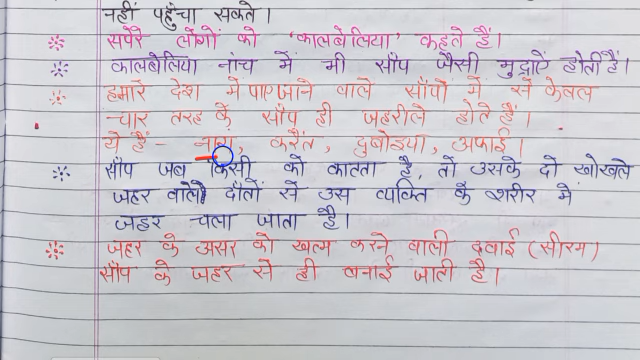 नहीं पहुँचा सकते।
सपेरे लोगों को 'कालबेलिया' कहते हैं।
कालबेलिया नांच में भी साँप जैसी मुद्राएँ होती हैं।
हमारे देश में पाए जाने वाले साँपों में से केवल
चार तरह के साँप ही जहरीले होते हैं।
ये हैं - नाग, करैत, दुबोइया, अफाई।
साँप जब किसी को काटता है, तो उसके दो खोखले
जहर वाले दाँतों से उस व्यक्ति के शरीर में
जहर चला जाता है।
जहर के असर को खत्म करने वाली दवाई (सीरम)
साँप के जहर से ही बनाई जाती है।